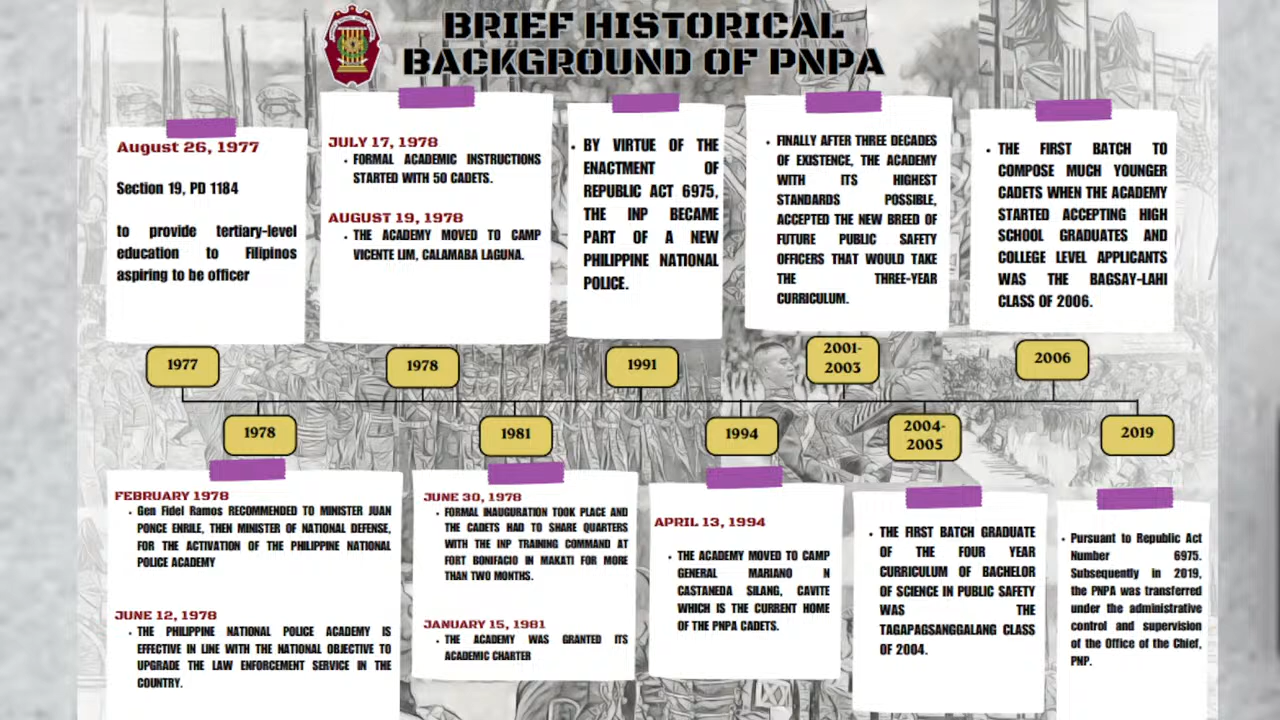 BRIEF HISTORICAL
BACKGROUND OF PNPA
August 26, 1977
Section 19, PD 1184
to provide tertiary-level
education to Filipinos
aspiring to be officer
JULY 17, 1978
• FORMAL ACADEMIC INSTRUCTIONS
STARTED WITH 50 CADETS.
AUGUST 19, 1978
• THE ACADEMY MOVED TO CAMP
VICENTE LIM, CALAMABA LAGUNA.
• BY VIRTUE OF THE
ENACTMENT OF
REPUBLIC ACT 6975,
THE INP BECAME
PART OF A NEW
PHILIPPINE NATIONAL
POLICE.
• FINALLY AFTER THREE DECADES
OF EXISTENCE, THE ACADEMY
WITH ITS HIGHEST
STANDARDS POSSIBLE,
ACCEPTED THE NEW BREED OF
FUTURE PUBLIC SAFETY
OFFICERS THAT WOULD TAKE
THE THREE-YEAR
CURRICULUM.
• THE FIRST BATCH TO
COMPOSE MUCH YOUNGER
CADETS WHEN THE ACADEMY
STARTED ACCEPTING HIGH
SCHOOL GRADUATES AND
COLLEGE LEVEL APPLICANTS
WAS THE BAGSAY-LAHI
CLASS OF 2006.
1977
1978
1991
2001-
2003
2006
1978
1981
1994
2004-
2005
2019
FEBRUARY 1978
• Gen Fidel Ramos RECOMMENDED TO MINISTER JUAN
PONCE ENRILE, THEN MINISTER OF NATIONAL DEFENSE,
FOR THE ACTIVATION OF THE PHILIPPINE NATIONAL
POLICE ACADEMY
JUNE 12, 1978
• THE PHILIPPINE NATIONAL POLICE ACADEMY IS
EFFECTIVE IN LINE WITH THE NATIONAL OBJECTIVE TO
UPGRADE THE LAW ENFORCEMENT SERVICE IN THE
COUNTRY.
JUNE 30, 1978
• FORMAL INAUGURATION TOOK PLACE AND
THE CADETS HAD TO SHARE QUARTERS
WITH THE INP TRAINING COMMAND AT
FORT BONIFACIO IN MAKATI FOR MORE
THAN TWO MONTHS.
JANUARY 15, 1981
• THE ACADEMY WAS GRANTED ITS
ACADEMIC CHARTER
APRIL 13, 1994
• THE ACADEMY MOVED TO CAMP
GENERAL MARIANO N
CASTANEDA SILANG, CAVITE
WHICH IS THE CURRENT HOME
OF THE PNPA CADETS.
• THE FIRST BATCH GRADUATE
OF THE FOUR YEAR
CURRICULUM OF BACHELOR
OF SCIENCE IN PUBLIC SAFETY
WAS THE
TAGAPAGSANGGALANG CLASS
OF 2004.
• Pursuant to Republic Act
Number 6975.
Subsequently in 2019,
the PNPA was transferred
under the administrative
control and supervision
of the Office of the Chief,
PNP.